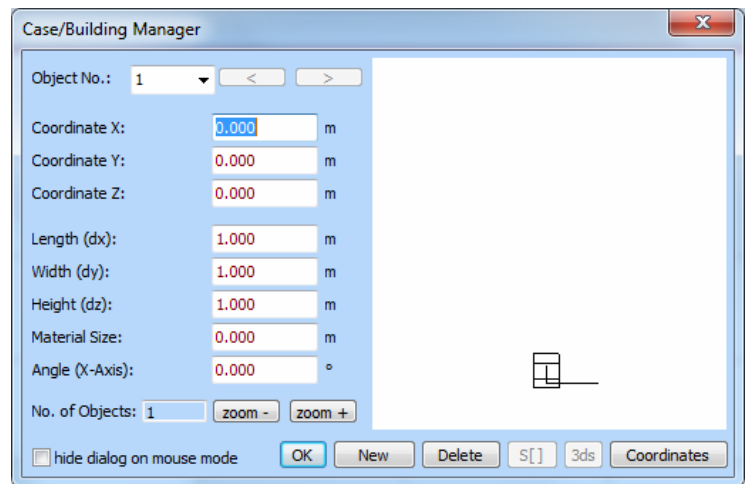 Case/Building Manager
Object No.: 1 < >
Coordinate X: 0.000 m
Coordinate Y: 0.000 m
Coordinate Z: 0.000 m
Length (dx): 1.000 m
Width (dy): 1.000 m
Height (dz): 1.000 m
Material Size: 0.000 m
Angle (X-Axis): 0.000 °
No. of Objects: 1 zoom - zoom +
hide dialog on mouse mode OK New Delete S[] 3ds Coordinates